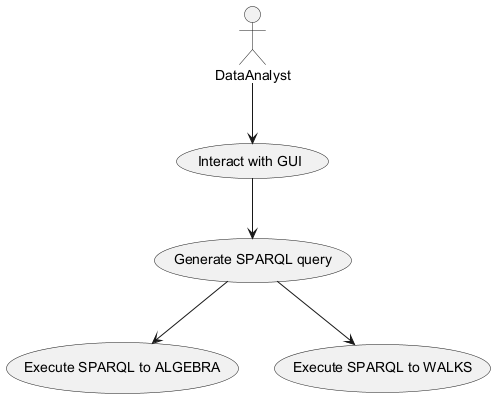 DataAnalyst
Interact with GUI
Generate SPARQL query
Execute SPARQL to ALGEBRA
Execute SPARQL to WALKS